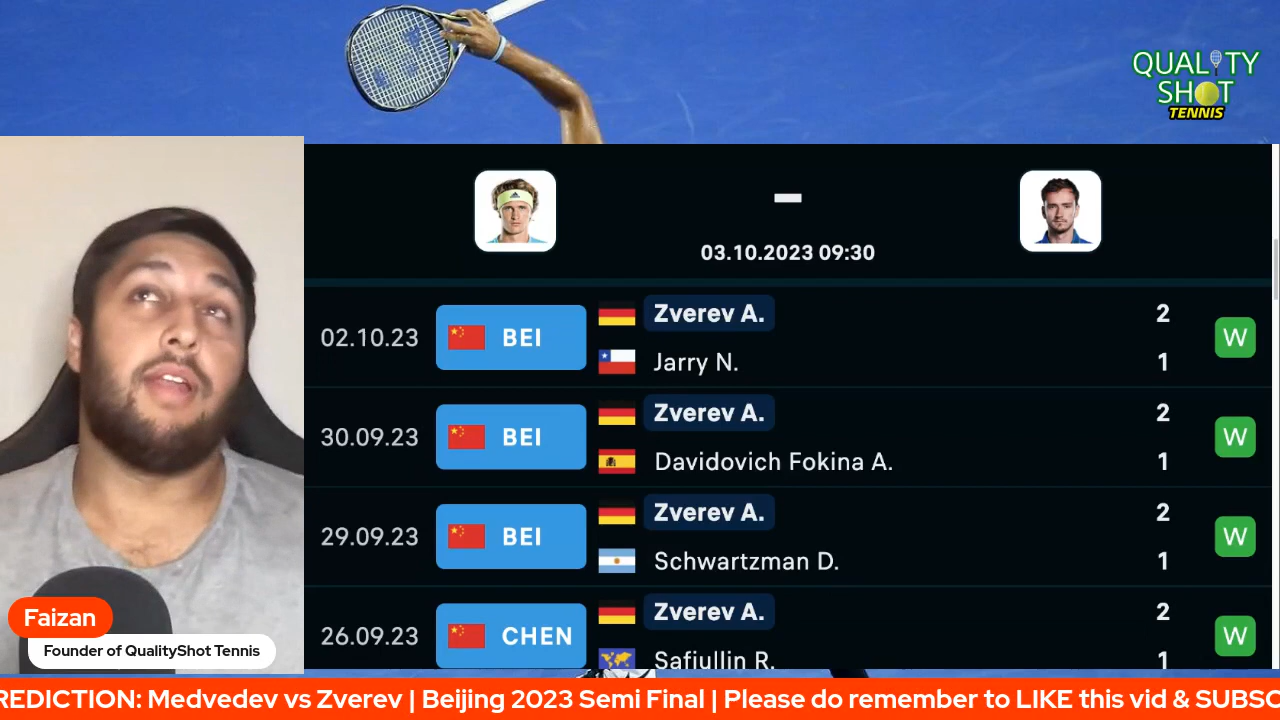 QUALITY
SHOT
TENNIS
03.10.2023 09:30
02.10.23 BEI Zverev A. 2 W
Jarry N. 1
30.09.23 BEI Zverev A. 2 W
Davidovich Fokina A. 1
29.09.23 BEI Zverev A. 2 W
Schwartzman D. 1
26.09.23 CHEN Zverev A. 2 W
Safiullin R. 1
Faizan
Founder of QualityShot Tennis
REDICTION: Medvedev vs Zverev | Beijing 2023 Semi Final | Please do remember to LIKE this vid & SUBSC